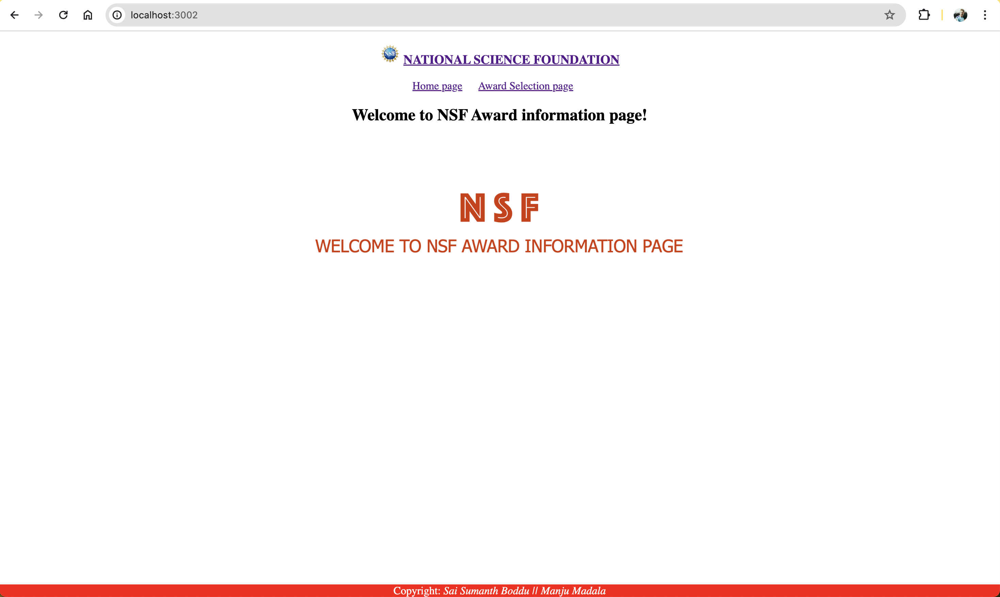 localhost:3002
NSF NATIONAL SCIENCE FOUNDATION
Home page Award Selection page
Welcome to NSF Award information page!
NSF
WELCOME TO NSF AWARD INFORMATION PAGE
Copyright: Sai Sumanth Boddu // Manju Madala